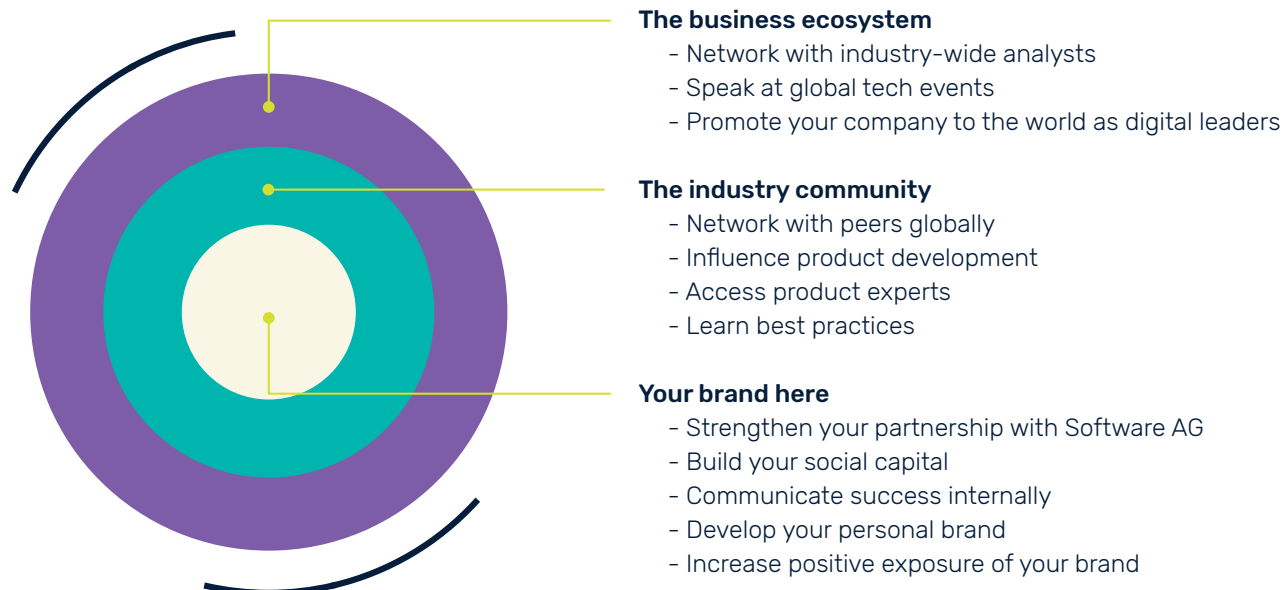 The business ecosystem
- Network with industry-wide analysts
- Speak at global tech events
- Promote your company to the world as digital leaders
The industry community
- Network with peers globally
- Influence product development
- Access product experts
- Learn best practices
Your brand here
- Strengthen your partnership with Software AG
- Build your social capital
- Communicate success internally
- Develop your personal brand
- Increase positive exposure of your brand